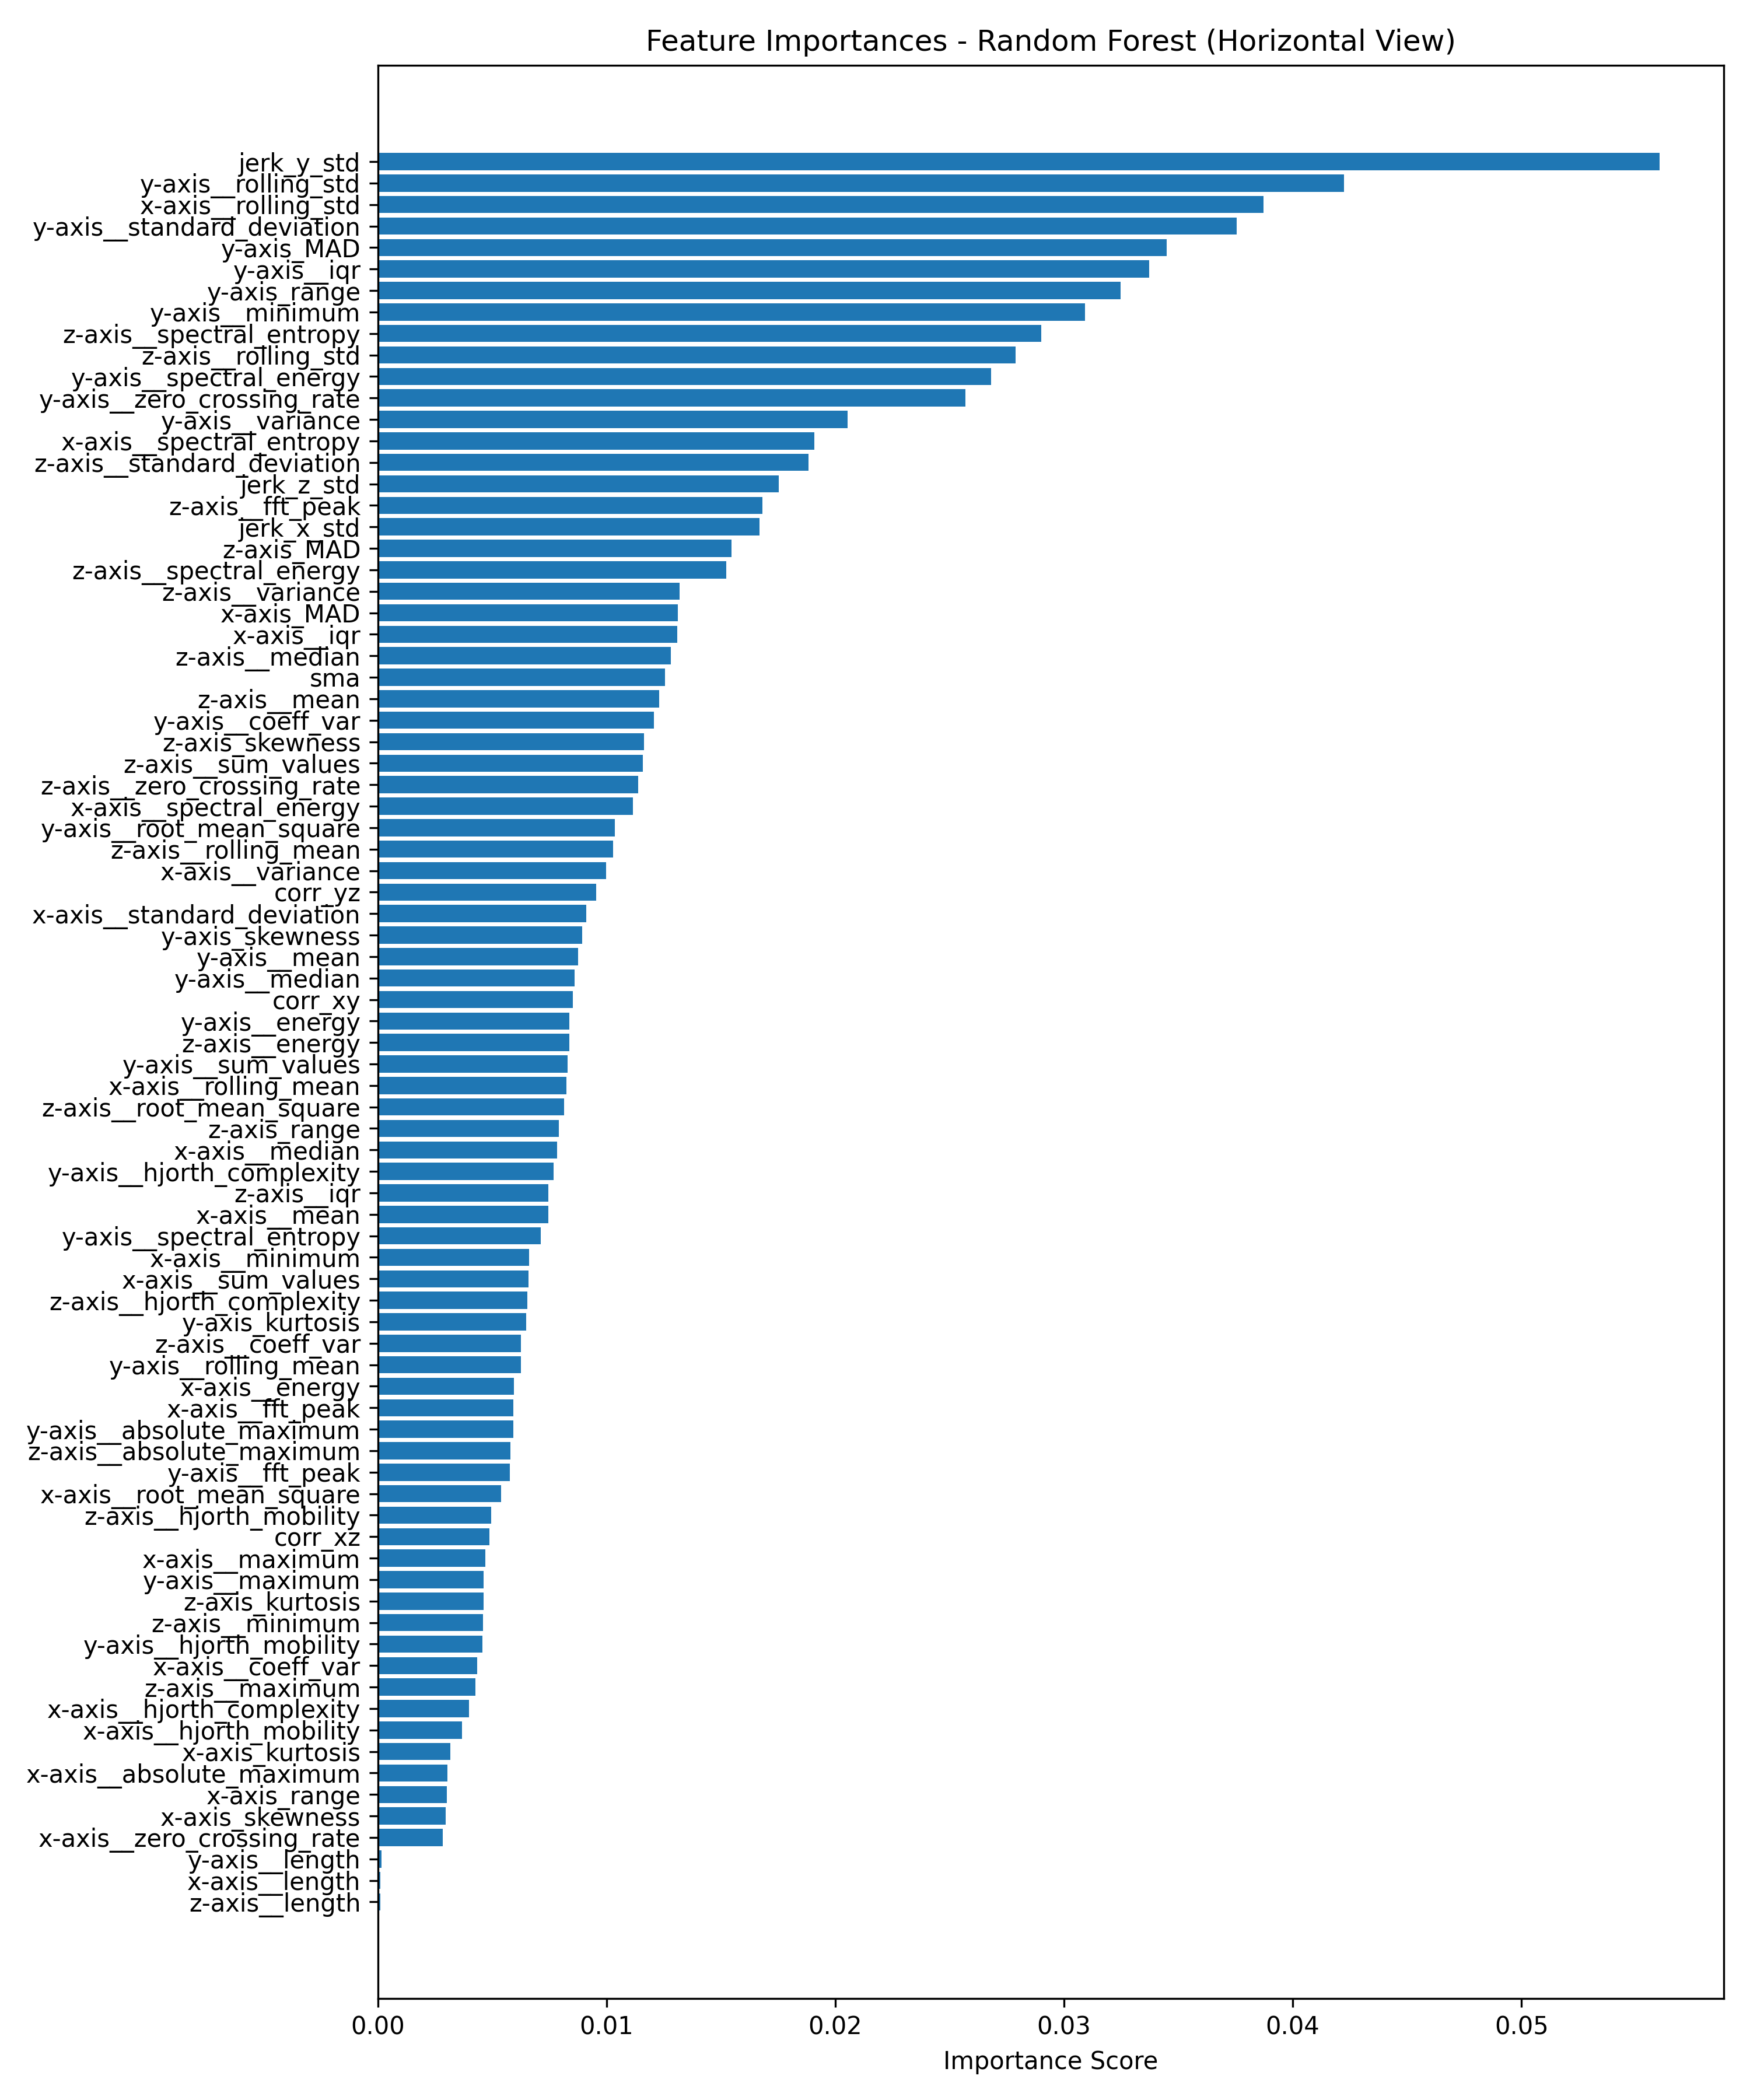 Feature Importances - Random Forest (Horizontal View)
jerk_y_std
y-axis__rolling_std
x-axis__rolling_std
y-axis__standard_deviation
y-axis_MAD
y-axis__iqr
y-axis_range
y-axis__minimum
z-axis__spectral_entropy
z-axis__rolling_std
y-axis__spectral_energy
y-axis__zero_crossing_rate
y-axis__variance
x-axis__spectral_entropy
z-axis__standard_deviation
jerk_z_std
z-axis__fft_peak
jerk_x_std
z-axis_MAD
z-axis__spectral_energy
z-axis__variance
x-axis_MAD
x-axis__iqr
z-axis__median
sma
z-axis__mean
y-axis__coeff_var
z-axis_skewness
z-axis__sum_values
z-axis__zero_crossing_rate
x-axis__spectral_energy
y-axis__root_mean_square
z-axis__rolling_mean
x-axis__variance
corr_yz
x-axis__standard_deviation
y-axis_skewness
y-axis__mean
y-axis__median
corr_xy
y-axis__energy
z-axis__energy
y-axis__sum_values
x-axis__rolling_mean
z-axis__root_mean_square
z-axis_range
x-axis__median
y-axis__hjorth_complexity
z-axis__iqr
x-axis__mean
y-axis__spectral_entropy
x-axis__minimum
x-axis__sum_values
z-axis__hjorth_complexity
y-axis_kurtosis
z-axis__coeff_var
y-axis__rolling_mean
x-axis__energy
x-axis__fft_peak
y-axis__absolute_maximum
z-axis__absolute_maximum
y-axis__fft_peak
x-axis__root_mean_square
z-axis__hjorth_mobility
corr_xz
x-axis__maximum
y-axis__maximum
z-axis_kurtosis
z-axis__minimum
y-axis__hjorth_mobility
x-axis__coeff_var
z-axis__maximum
x-axis__hjorth_complexity
x-axis__hjorth_mobility
x-axis_kurtosis
x-axis__absolute_maximum
x-axis_range
x-axis_skewness
x-axis__zero_crossing_rate
y-axis__length
x-axis__length
z-axis__length
0.00 0.01 0.02 0.03 0.04 0.05
Importance Score